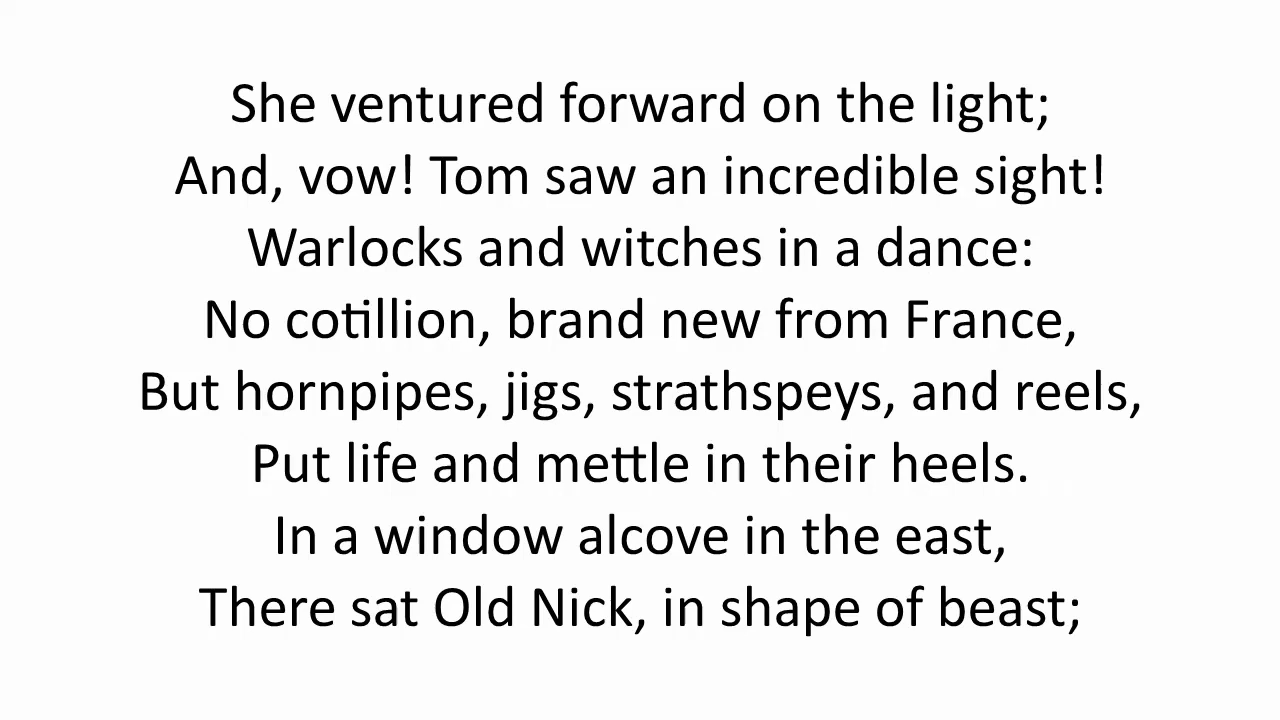 She ventured forward on the light;
And, vow! Tom saw an incredible sight!
Warlocks and witches in a dance:
No cotillion, brand new from France,
But hornpipes, jigs, strathspeys, and reels,
Put life and mettle in their heels.
In a window alcove in the east,
There sat Old Nick, in shape of beast;